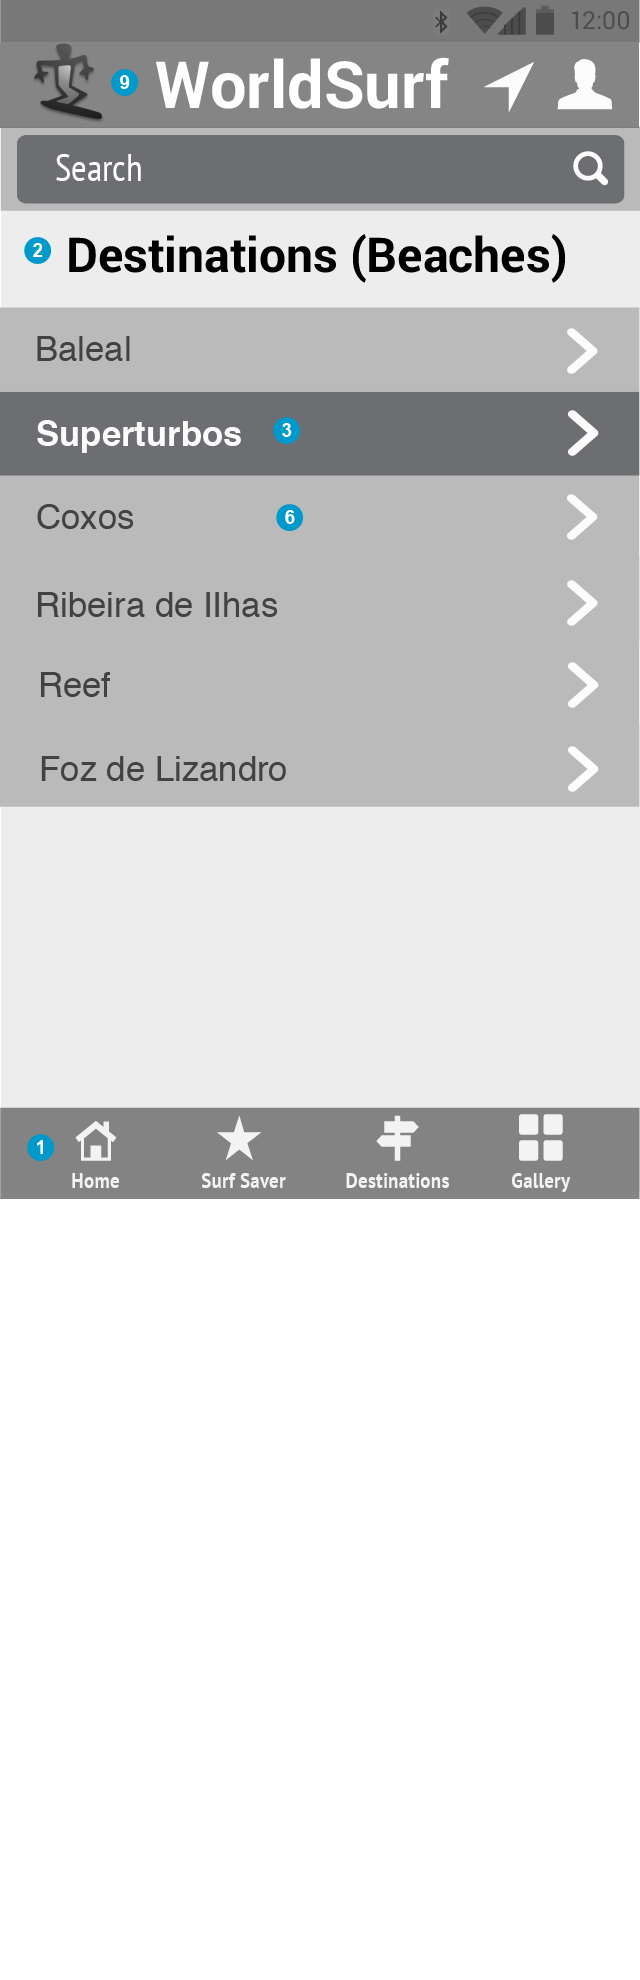 12:00
9 WorldSurf
Search
2 Destinations (Beaches)
Baleal
Superturbos 3
Coxos 6
Ribeira de Ilhas
Reef
Foz de Lizandro
1
Home Surf Saver Destinations Gallery